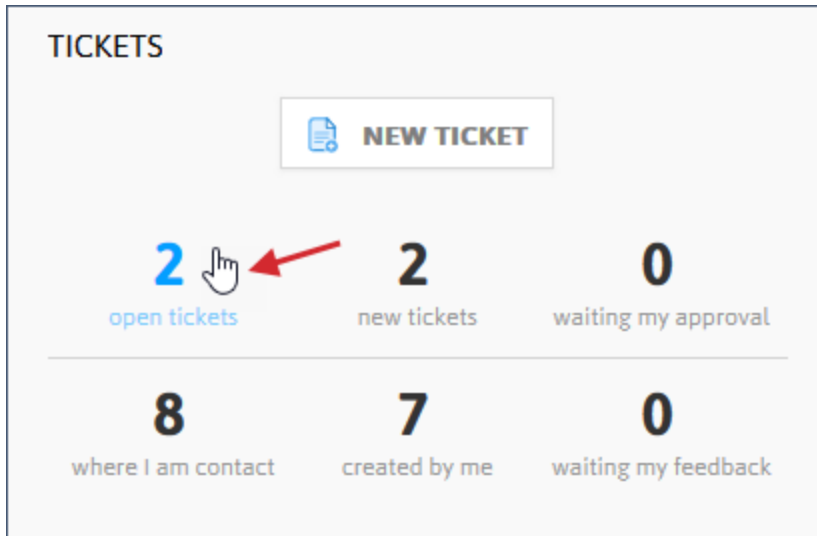 TICKETS
NEW TICKET
2 2 0
open tickets new tickets waiting my approval
8 7 0
where I am contact created by me waiting my feedback